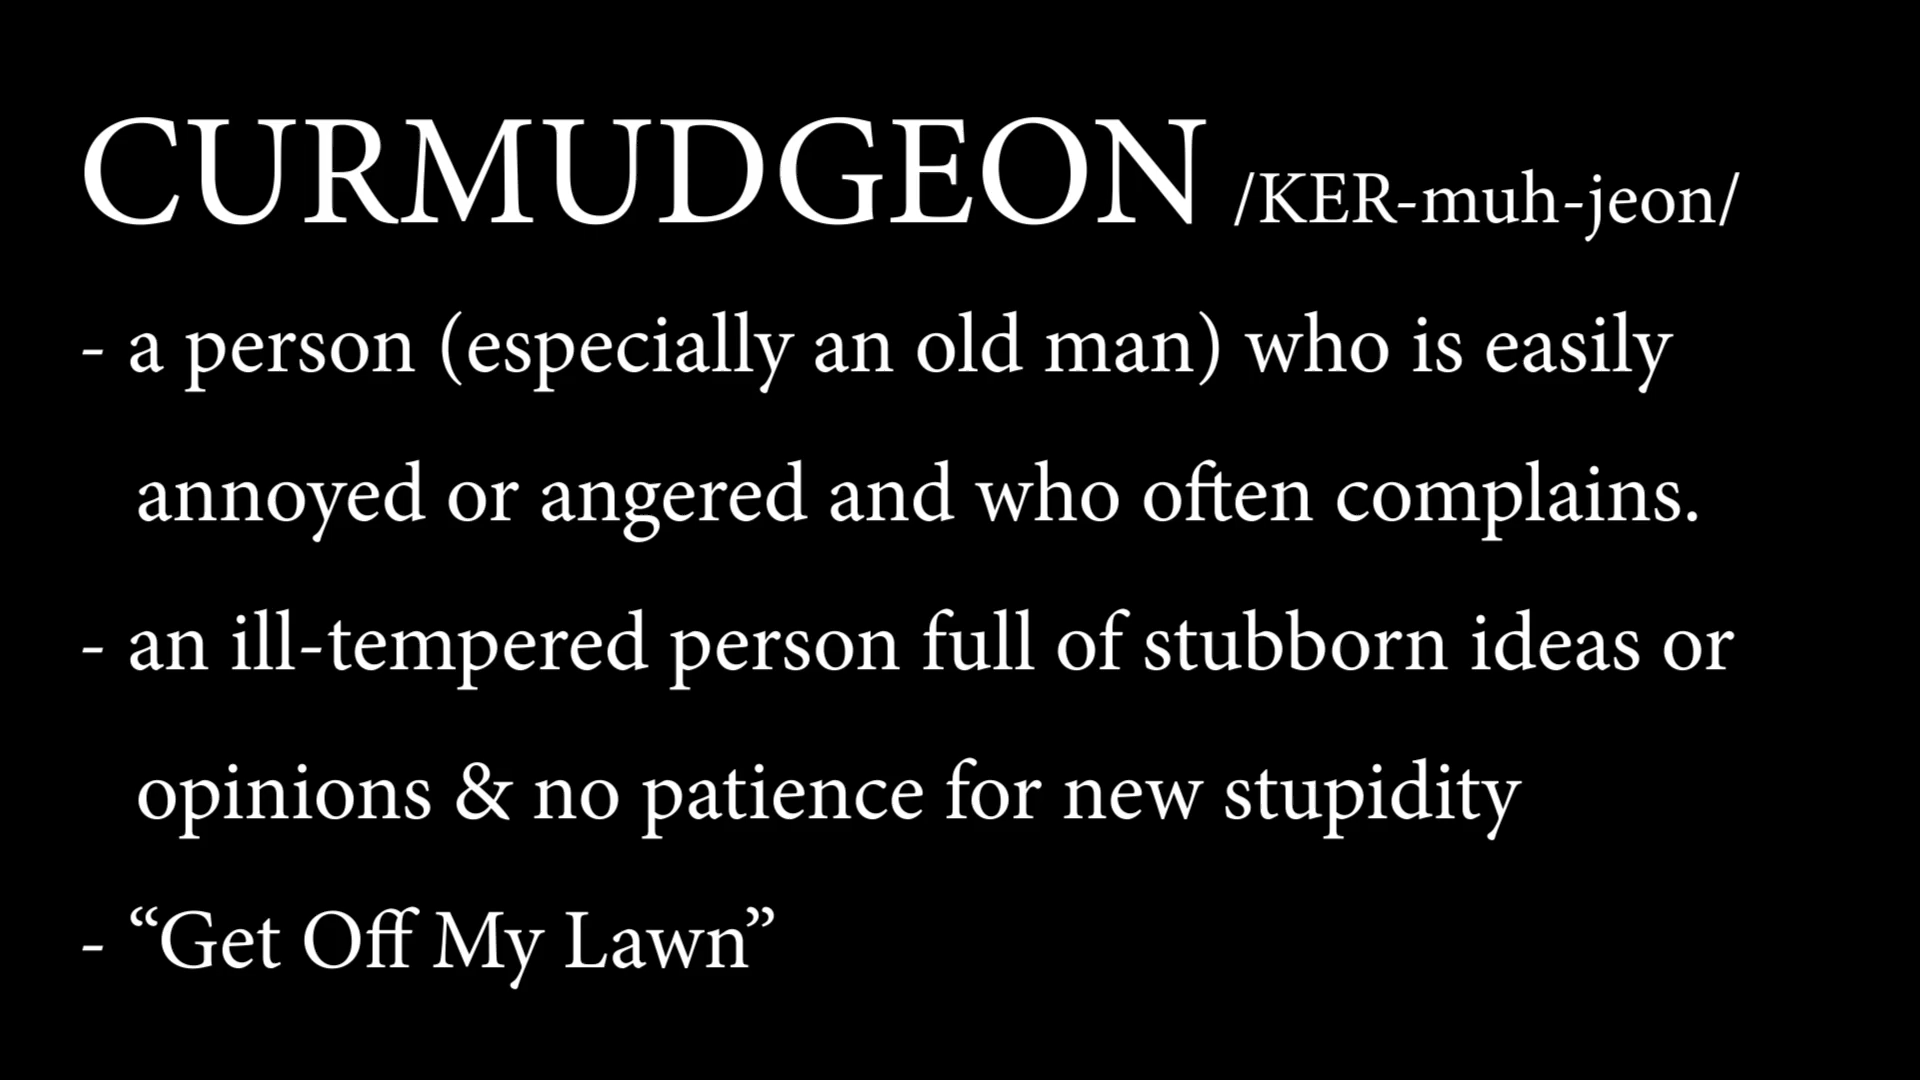 CURMUDGEON /KER-muh-jeon/
- a person (especially an old man) who is easily
annoyed or angered and who often complains.
- an ill-tempered person full of stubborn ideas or
opinions & no patience for new stupidity
- “Get Off My Lawn”